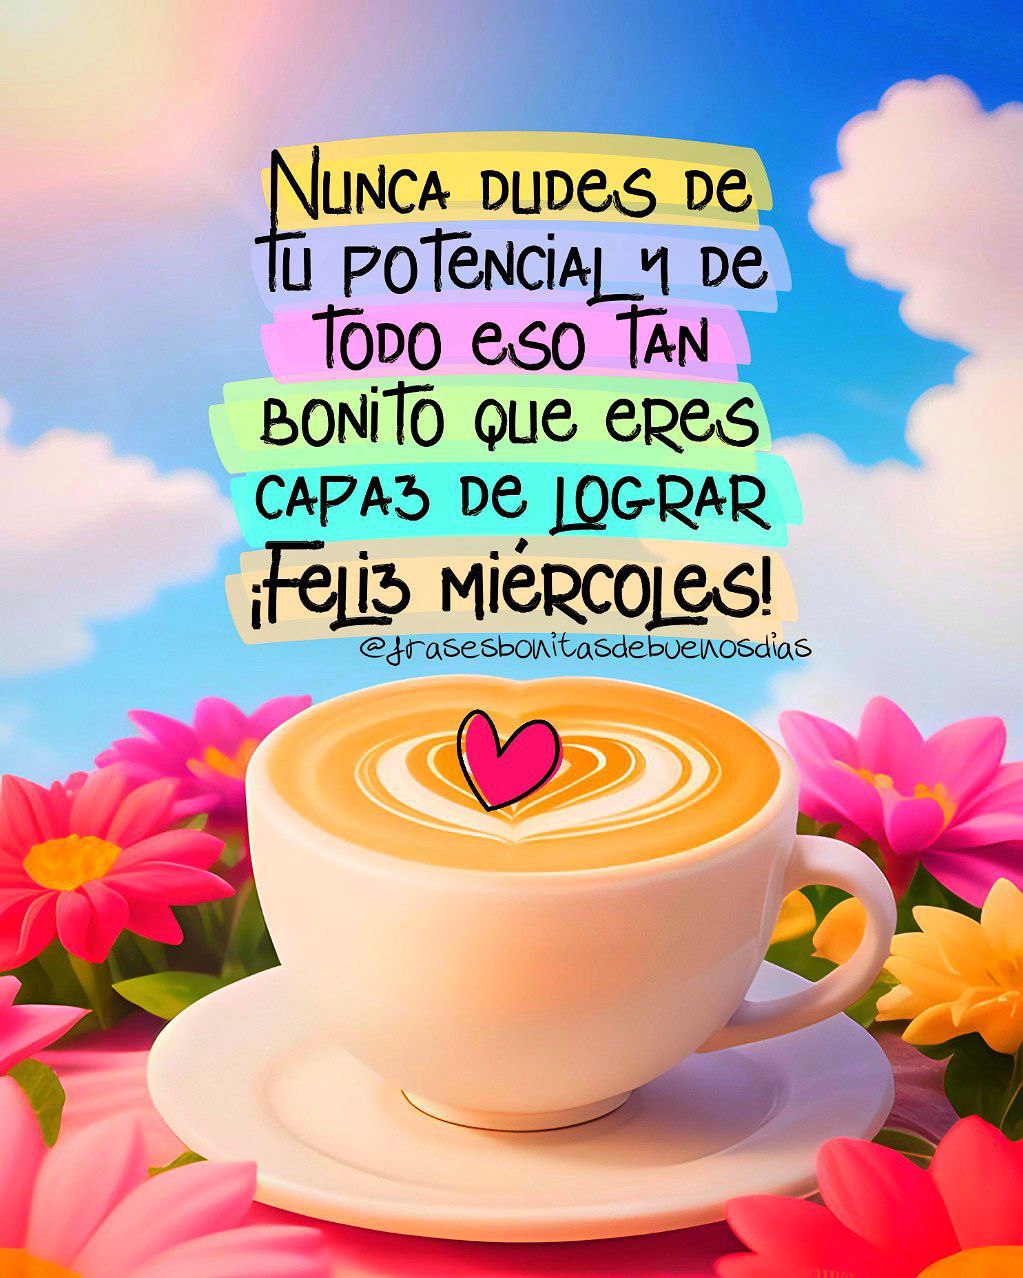 Nunca dudes de
tu potencial y de
todo eso tan
bonito que eres
capaz de lograr
¡Feliz miércoles!
@frasesbonitasdebuenosdias